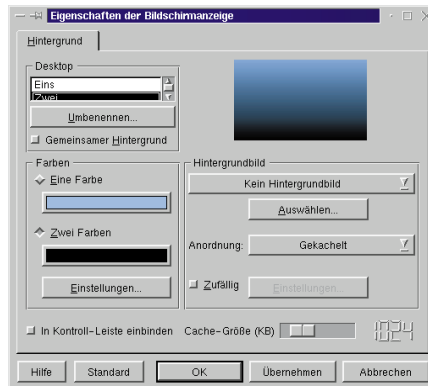 Eigenschaften der Bildschirmanzeige
Hintergrund
Desktop
Eins
Zwei
Umbenennen...
Gemeinsamer Hintergrund
Farben
Eine Farbe
Zwei Farben
Einstellungen...
Hintergrundbild
Kein Hintergrundbild
Auswählen...
Anordnung: Gekachelt
Zufällig Einstellungen...
In Kontroll-Leiste einbinden Cache-Größe (KB) 1024
Hilfe Standard OK Übernehmen Abbrechen